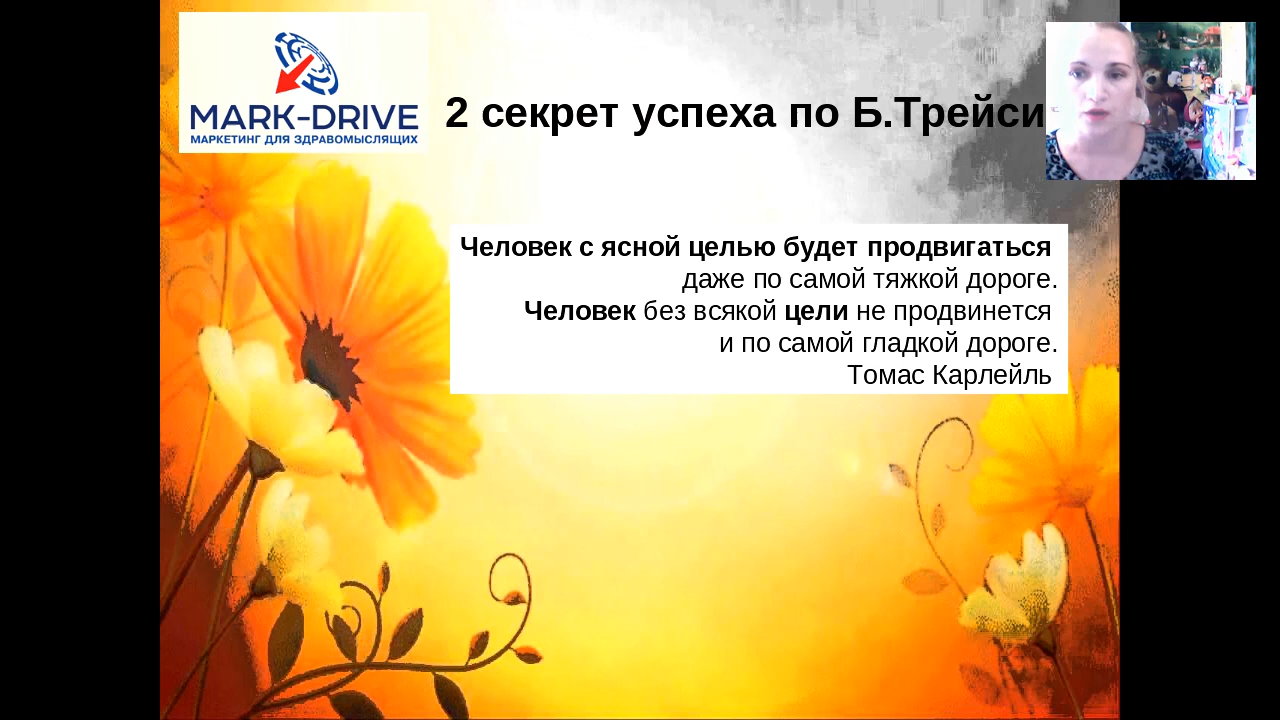 MARK-DRIVE
МАРКЕТИНГ ДЛЯ ЗДРАВОМЫСЛЯЩИХ
2 секрет успеха по Б.Трейси
Человек с ясной целью будет продвигаться
даже по самой тяжкой дороге.
Человек без всякой цели не продвинется
и по самой гладкой дороге.
Томас Карлейль